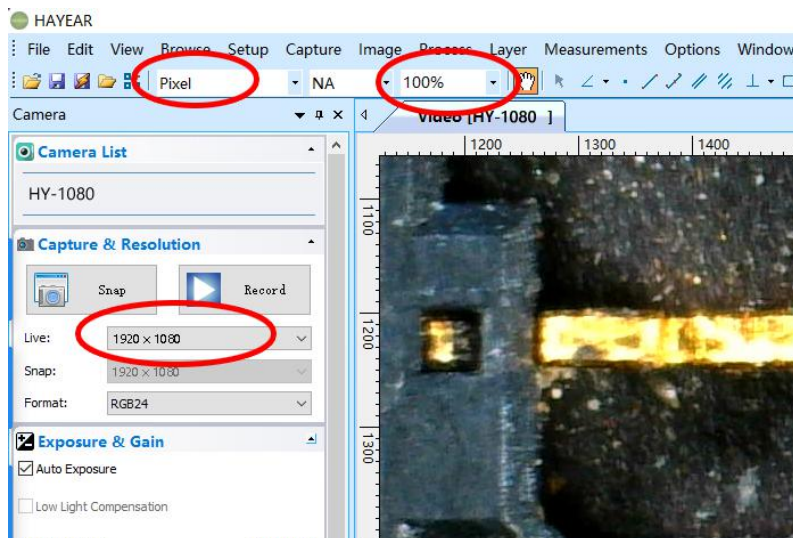 HAYEAR
File Edit View Browse Setup Capture Image Process Layer Measurements Options Window
Pixel NA 100%
Camera
Video [HY-1080 ]
Camera List
1200 1300 1400
HY-1080
1100
Capture & Resolution
Snap Record
Live: 1920 × 1080
1200
Snap: 1920 × 1080
Format: RGB24
Exposure & Gain
1300
Auto Exposure
Low Light Compensation